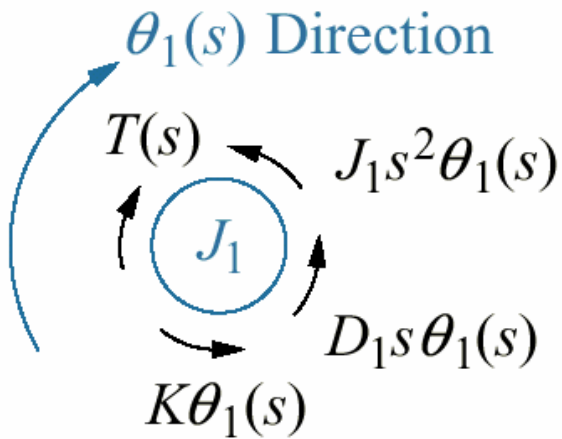 θ₁(s) Direction
T(s)
J₁s²θ₁(s)
J₁
D₁sθ₁(s)
Kθ₁(s)